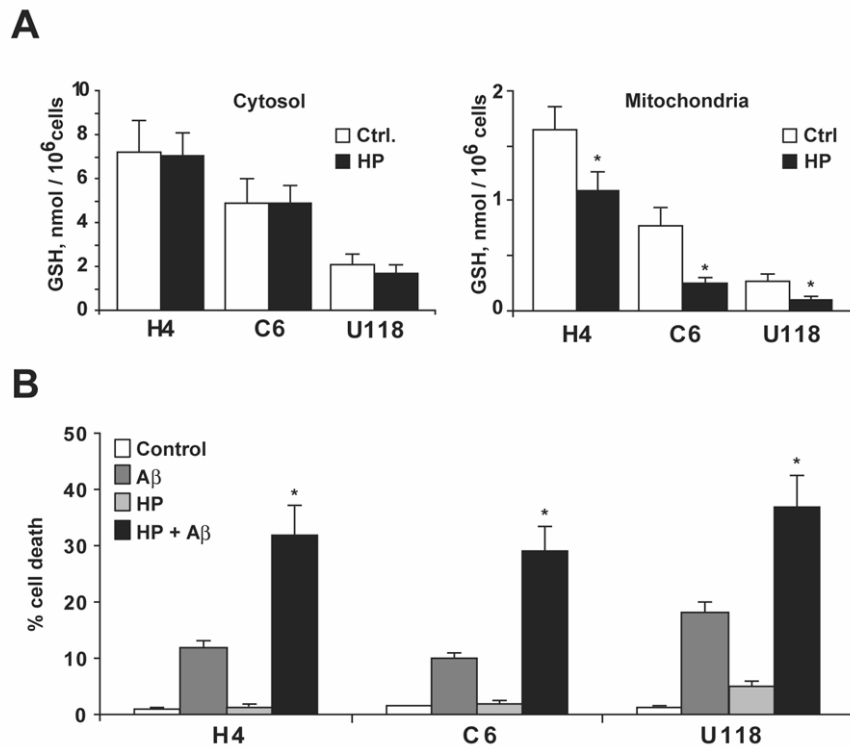 A
Cytosol
Ctrl.
HP
GSH, nmol / 10⁶cells
10
8
6
4
2
0
H4 C6 U118
Mitochondria
Ctrl
HP
GSH, nmol / 10⁶ cells
2
1
0
* * *
H4 C6 U118
B
Control
Aβ
HP
HP + Aβ
% cell death
50
40
30
20
10
0
* * *
H4 C6 U118